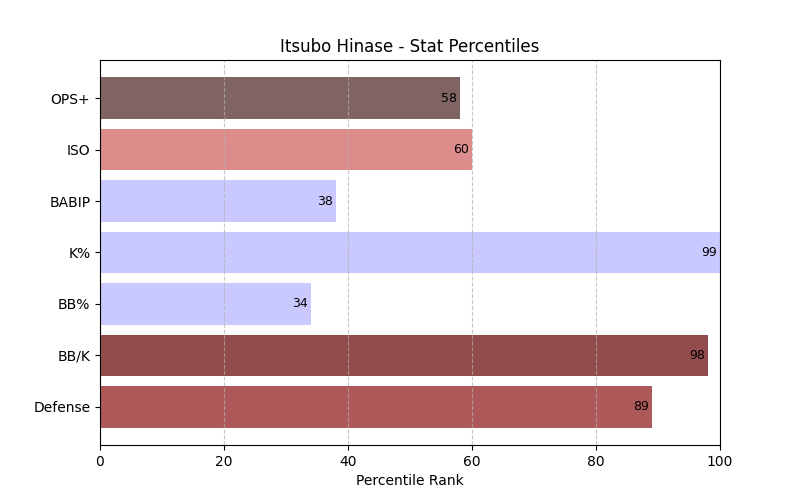 Itsubo Hinase - Stat Percentiles
OPS+ 58
ISO 60
BABIP 38
K% 99
BB% 34
BB/K 98
Defense 89
0 20 40 60 80 100
Percentile Rank